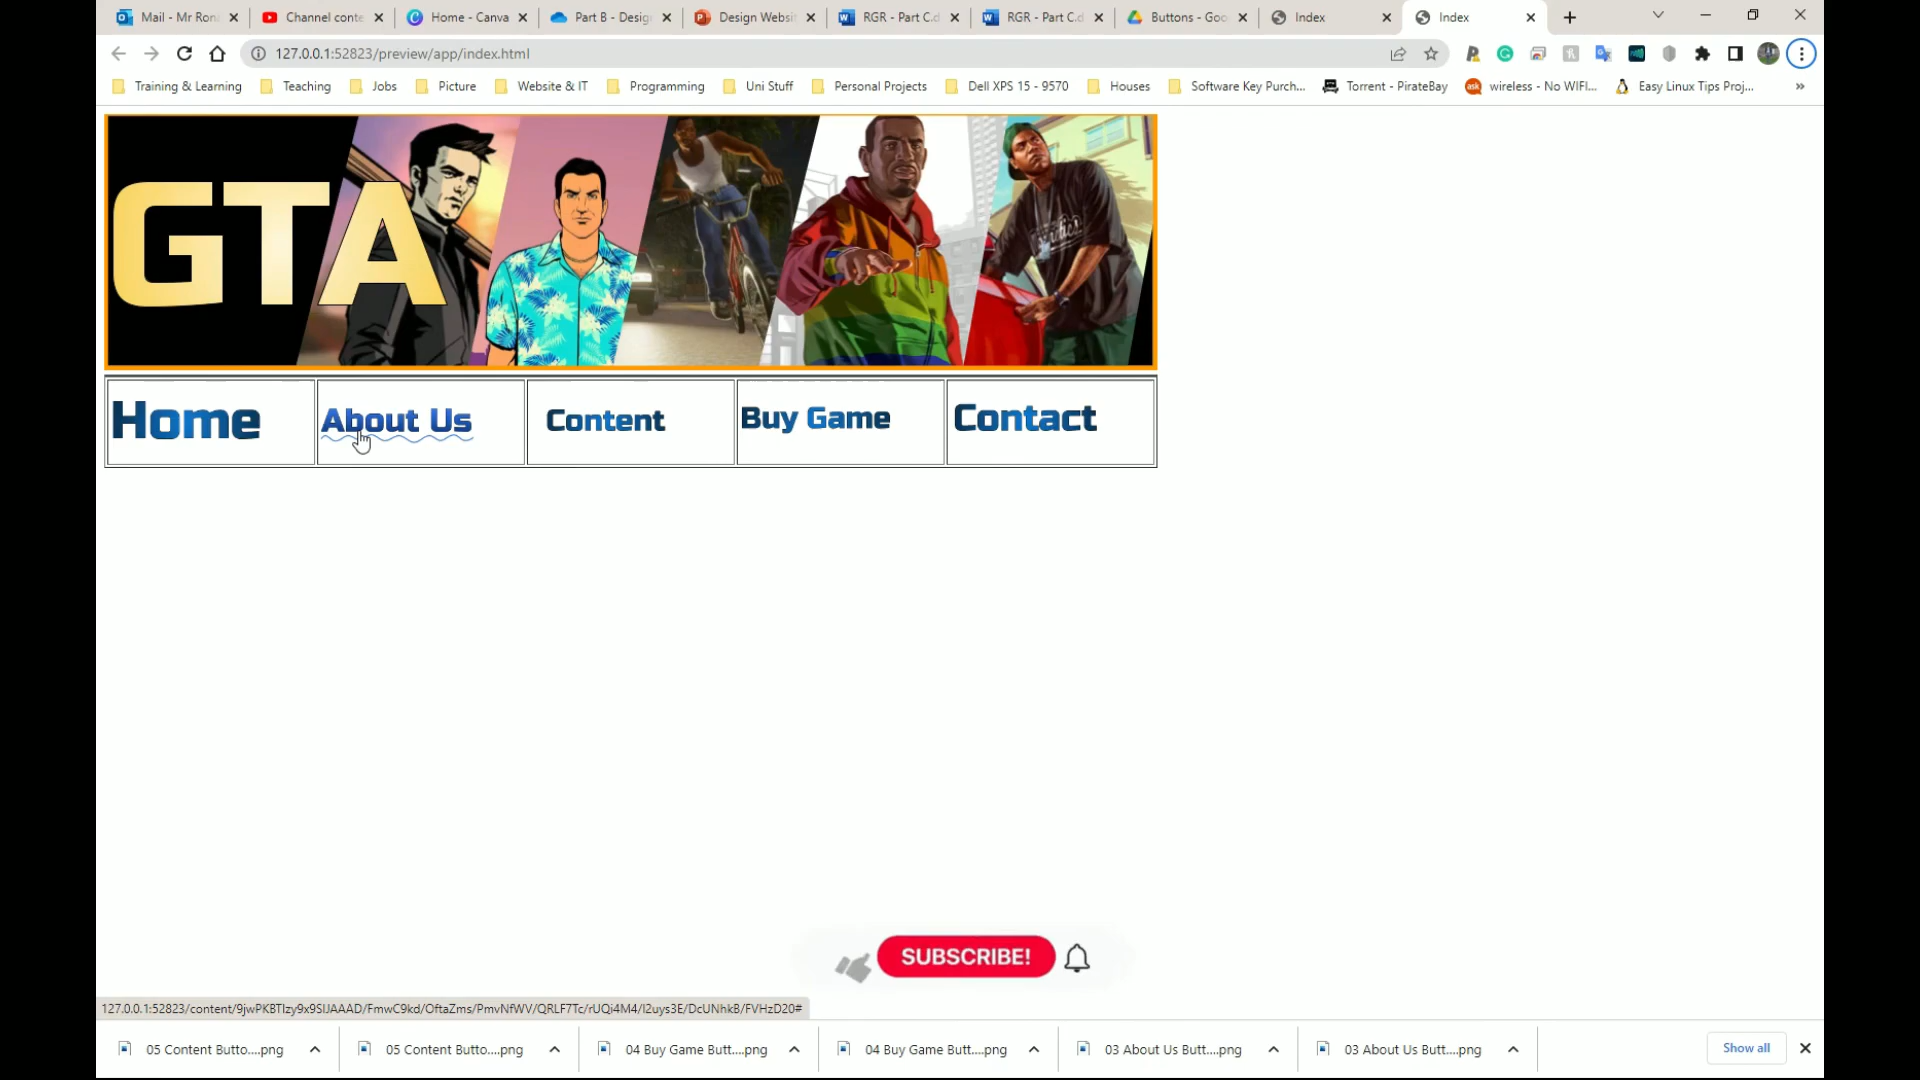 Mail - Mr Roni
Channel conte
Home - Canva
Part B - Desig
Design Websi
RGR - Part C.d
RGR - Part C.d
Buttons - Goo
Index
Index
127.0.0.1:52823/preview/app/index.html
Training & Learning
Teaching
Jobs
Picture
Website & IT
Programming
Uni Stuff
Personal Projects
Dell XPS 15 - 9570
Houses
Software Key Purch...
Torrent - PirateBay
ask
wireless - No WIFI...
Easy Linux Tips Proj...
»
GTA
Home
About Us
Content
Buy Game
Contact
SUBSCRIBE!
127.0.0.1:52823/content/9jwPKBTIzy9x9SIJAAAD/FmwC9kd/OftaZms/PmvNfWV/QRLF7Tc/rUQi4M4/I2uys3E/DcUNhkB/FVHzD20#
05 Content Butto....png
05 Content Butto....png
04 Buy Game Butt....png
04 Buy Game Butt....png
03 About Us Butt....png
03 About Us Butt....png
Show all